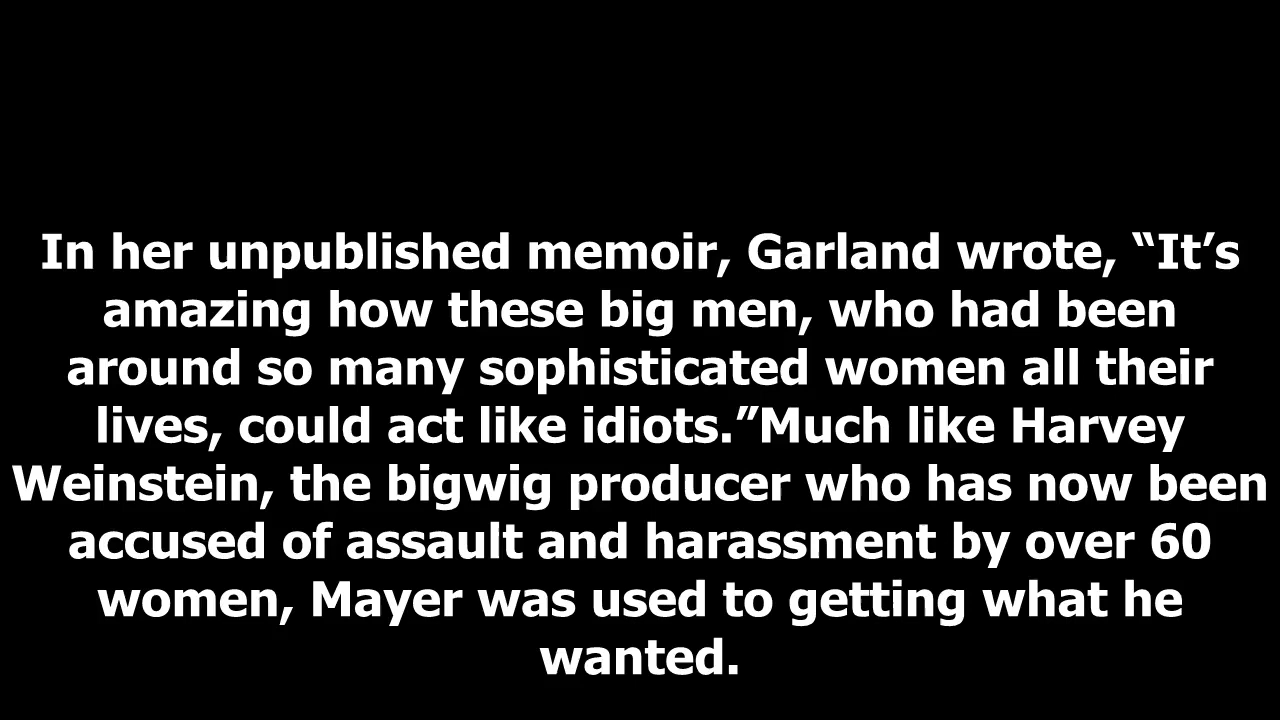 In her unpublished memoir, Garland wrote, “It’s
amazing how these big men, who had been
around so many sophisticated women all their
lives, could act like idiots.”Much like Harvey
Weinstein, the bigwig producer who has now been
accused of assault and harassment by over 60
women, Mayer was used to getting what he
wanted.